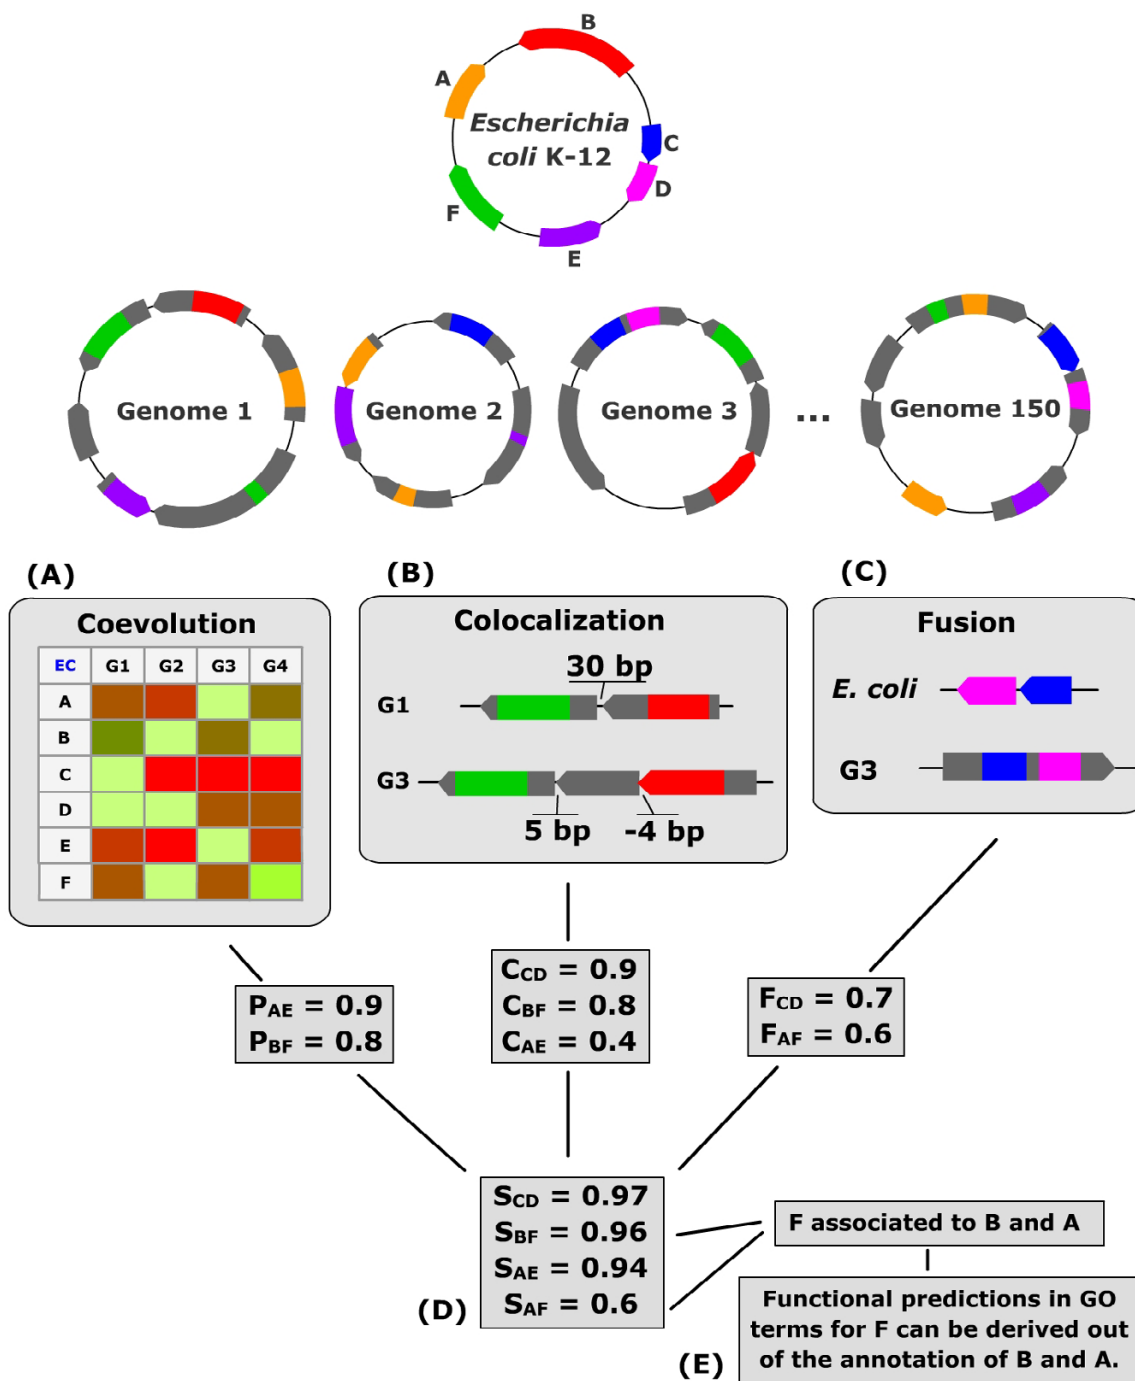 B
A
Escherichia
coli K-12
C
D
F
E
Genome 1
Genome 2
Genome 3
...
Genome 150
(A)
Coevolution
EC G1 G2 G3 G4
A
B
C
D
E
F
(B)
Colocalization
30 bp
G1
G3
5 bp -4 bp
(C)
Fusion
E. coli
G3
PAE = 0.9
PBF = 0.8
CCD = 0.9
CBF = 0.8
CAE = 0.4
FCD = 0.7
FAF = 0.6
SCD = 0.97
SBF = 0.96
SAE = 0.94
SAF = 0.6
(D)
F associated to B and A
Functional predictions in GO
terms for F can be derived out
of the annotation of B and A.
(E)